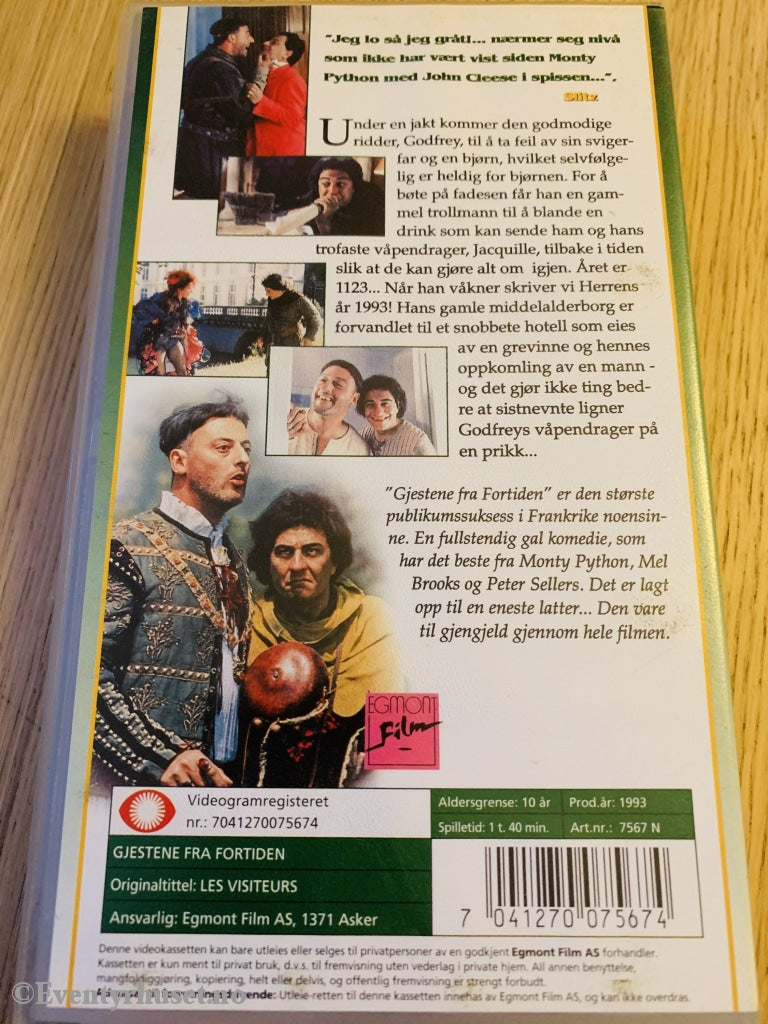 "Jeg lo så jeg gråt!... nærmer seg nivå
som ikke har vært vist siden Monty
Python med John Cleese i spissen...",
Slitz
Under en jakt kommer den godmodige
ridder, Godfrey, til å ta feil av sin sviger-
far og en bjørn, hvilket selvfølge-
lig er heldig for bjørnen. For å
bøte på fadesen får han en gam-
mel trollmann til å blande en
drink som kan sende ham og hans
trofaste våpendrager, Jacquille, tilbake i tiden
slik at de kan gjøre alt om igjen. Året er
1123... Når han våkner skriver vi Herrens
år 1993! Hans gamle middelalderborg er
forvandlet til et snobbete hotell som eies
av en grevinne og hennes
oppkomling av en mann -
og det gjør ikke ting bed-
re at sistnevnte ligner
Godfreys våpendrager på
en prikk...
"Gjestene fra Fortiden" er den største
publikumssuksess i Frankrike noensin-
ne. En fullstendig gal komedie, som
har det beste fra Monty Python, Mel
Brooks og Peter Sellers. Det er lagt
opp til en eneste latter... Den vare
til gjengjeld gjennom hele filmen.
EGMONT
Film
Videogramregisteret
nr.: 7041270075674
Aldersgrense: 10 år Prod.år: 1993
Spilletid: 1 t. 40 min. Art.nr.: 7567 N
GJESTENE FRA FORTIDEN
Originaltittel: LES VISITEURS
Ansvarlig: Egmont Film AS, 1371 Asker
7 041270 075674
Denne videokassetten kan bare utleies eller selges til privatpersoner av en godkjent Egmont Film AS forhandler.
Kassetten er kun ment til privat bruk, d.v.s. til fremvisning uten vederlag i private hjem. All annen benyttelse,
mangfoldiggjøring, kopiering, helt eller delvis, og offentlig fremvisning er strengt forbudt.
Utleie-retten til denne kassetten innehas av Egmont Film AS, og kan ikke overdras.
©Eventyrhuset.no